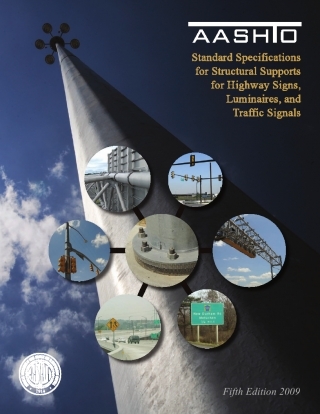 AASHTO
Standard Specifications
for Structural Supports
for Highway Signs,
Luminaires, and
Traffic Signals
Fifth Edition 2009